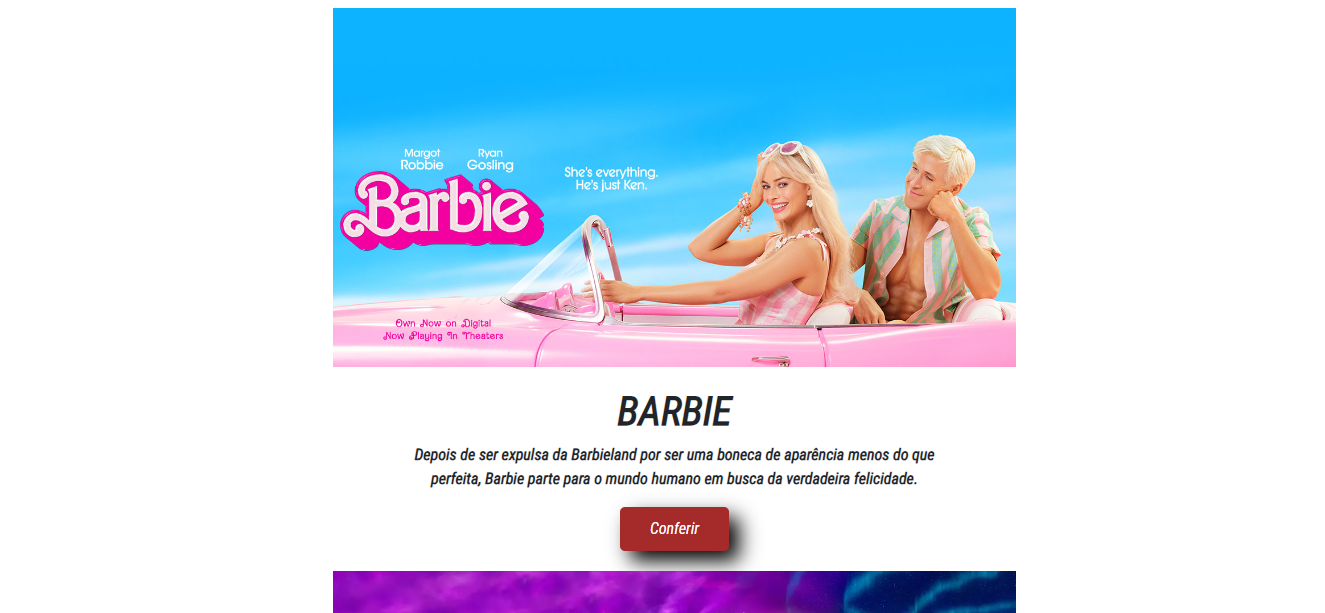 Margot
Robbie
Ryan
Gosling
Barbie
She's everything.
He's just Ken.
Own Now on Digital
Now Playing In Theaters
BARBIE
Depois de ser expulsa da Barbieland por ser uma boneca de aparência menos do que
perfeita, Barbie parte para o mundo humano em busca da verdadeira felicidade.
Conferir